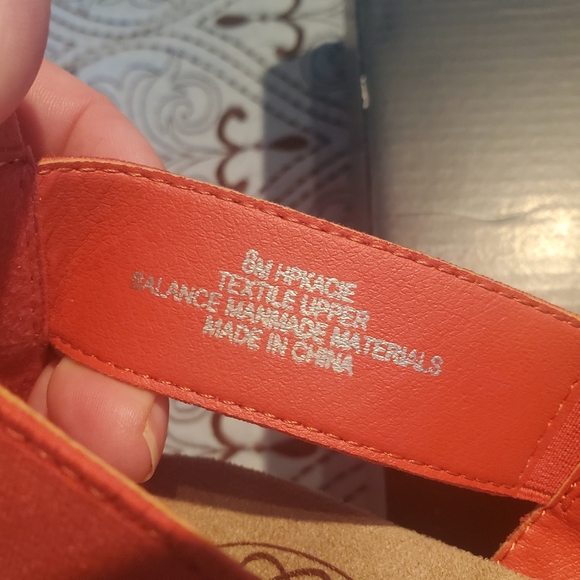 8M HPKACIE
TEXTILE UPPER
BALANCE MANMADE MATERIALS
MADE IN CHINA